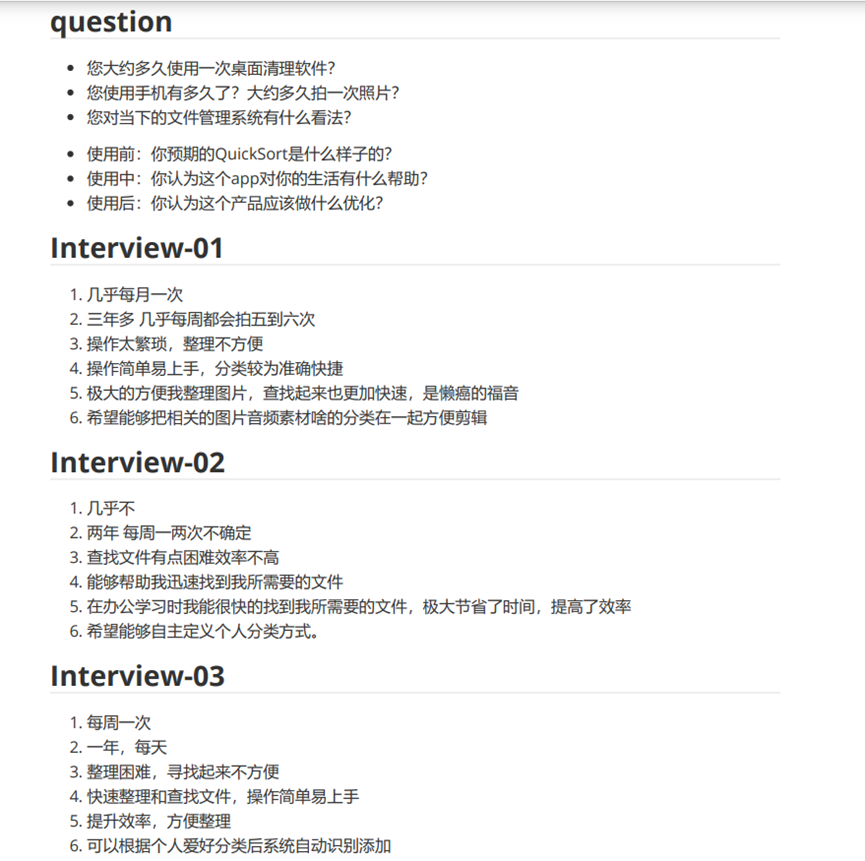 question
您大约多久使用一次桌面清理软件？
您使用手机有多久了？大约多久拍一次照片？
您对当下的文件管理系统有什么看法？
使用前：你预期的QuickSort是什么样子的？
使用中：你认为这个app对你的生活有什么帮助？
使用后：你认为这个产品应该做什么优化？
Interview-01
1. 几乎每月一次
2. 三年多 几乎每周都会拍五到六次
3. 操作太繁琐，整理不方便
4. 操作简单易上手，分类较为准确快捷
5. 极大的方便我整理图片，查找起来也更加快速，是懒癌的福音
6. 希望能够把相关的图片音频素材啥的分类在一起方便剪辑
Interview-02
1. 几乎不
2. 两年 每周一两次不确定
3. 查找文件有点困难效率不高
4. 能够帮助我迅速找到我所需要的文件
5. 在办公学习时我能很快的找到我所需要的文件，极大节省了时间，提高了效率
6. 希望能够自主定义个人分类方式。
Interview-03
1. 每周一次
2. 一年，每天
3. 整理困难，寻找起来不方便
4. 快速整理和查找文件，操作简单易上手
5. 提升效率，方便整理
6. 可以根据个人爱好分类后系统自动识别添加